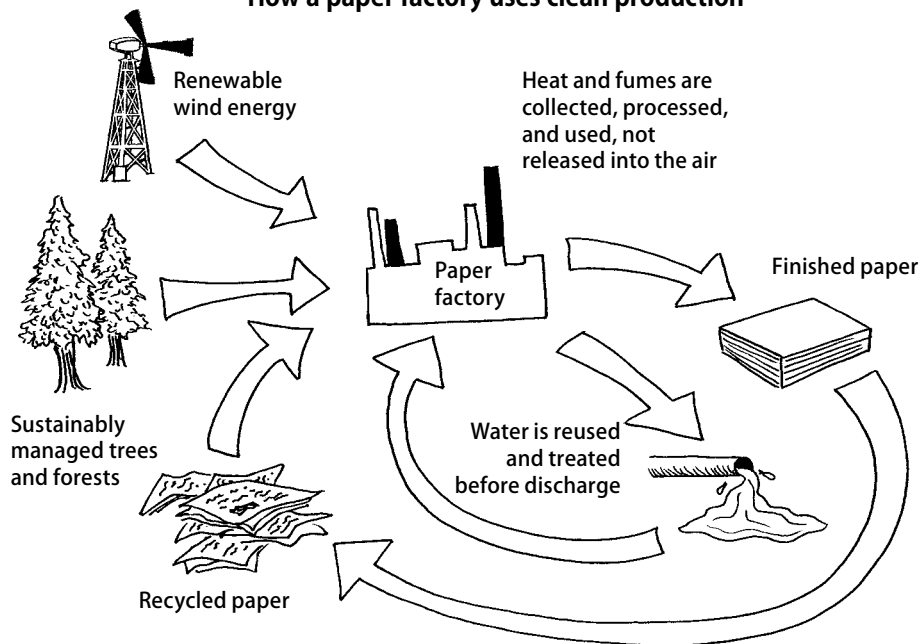 How a paper factory uses clean production
Renewable
wind energy
Heat and fumes are
collected, processed,
and used, not
released into the air
Paper
factory
Finished paper
Sustainably
managed trees
and forests
Water is reused
and treated
before discharge
Recycled paper